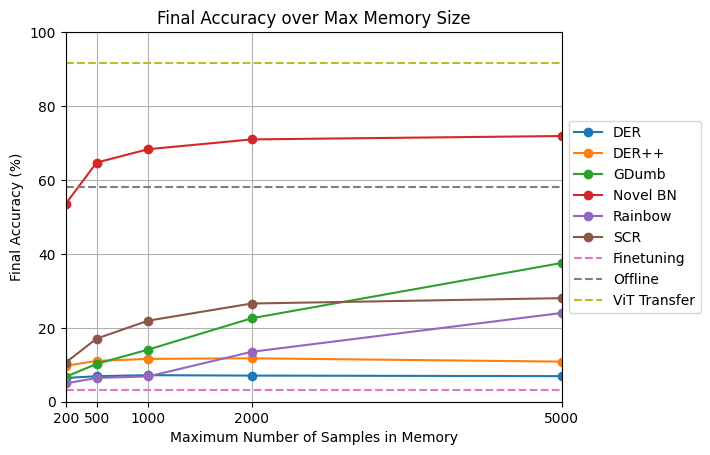 Final Accuracy over Max Memory Size
Final Accuracy (%)
100
80
60
40
20
0
200 500 1000 2000 5000
Maximum Number of Samples in Memory
DER
DER++
GDumb
Novel BN
Rainbow
SCR
Finetuning
Offline
ViT Transfer